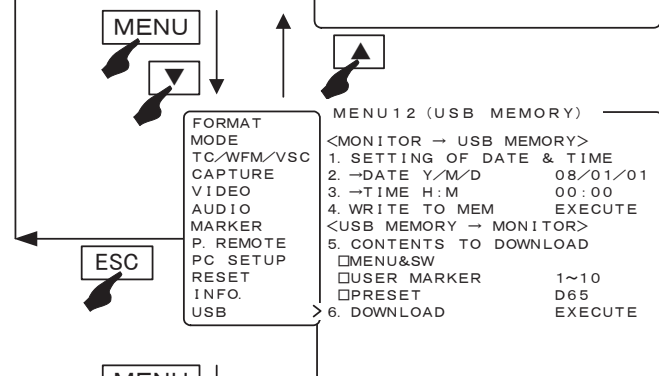 MENU
▼
▲
ESC
FORMAT
MODE
TC/WFM/VSC
CAPTURE
VIDEO
AUDIO
MARKER
P. REMOTE
PC SETUP
RESET
INFO.
USB >
MENU12 (USB MEMORY)
<MONITOR → USB MEMORY>
1. SETTING OF DATE & TIME
2. →DATE Y/M/D 08/01/01
3. →TIME H:M 00:00
4. WRITE TO MEM EXECUTE
<USB MEMORY → MONITOR>
5. CONTENTS TO DOWNLOAD
□MENU&SW
□USER MARKER 1~10
□PRESET D65
6. DOWNLOAD EXECUTE
MENU